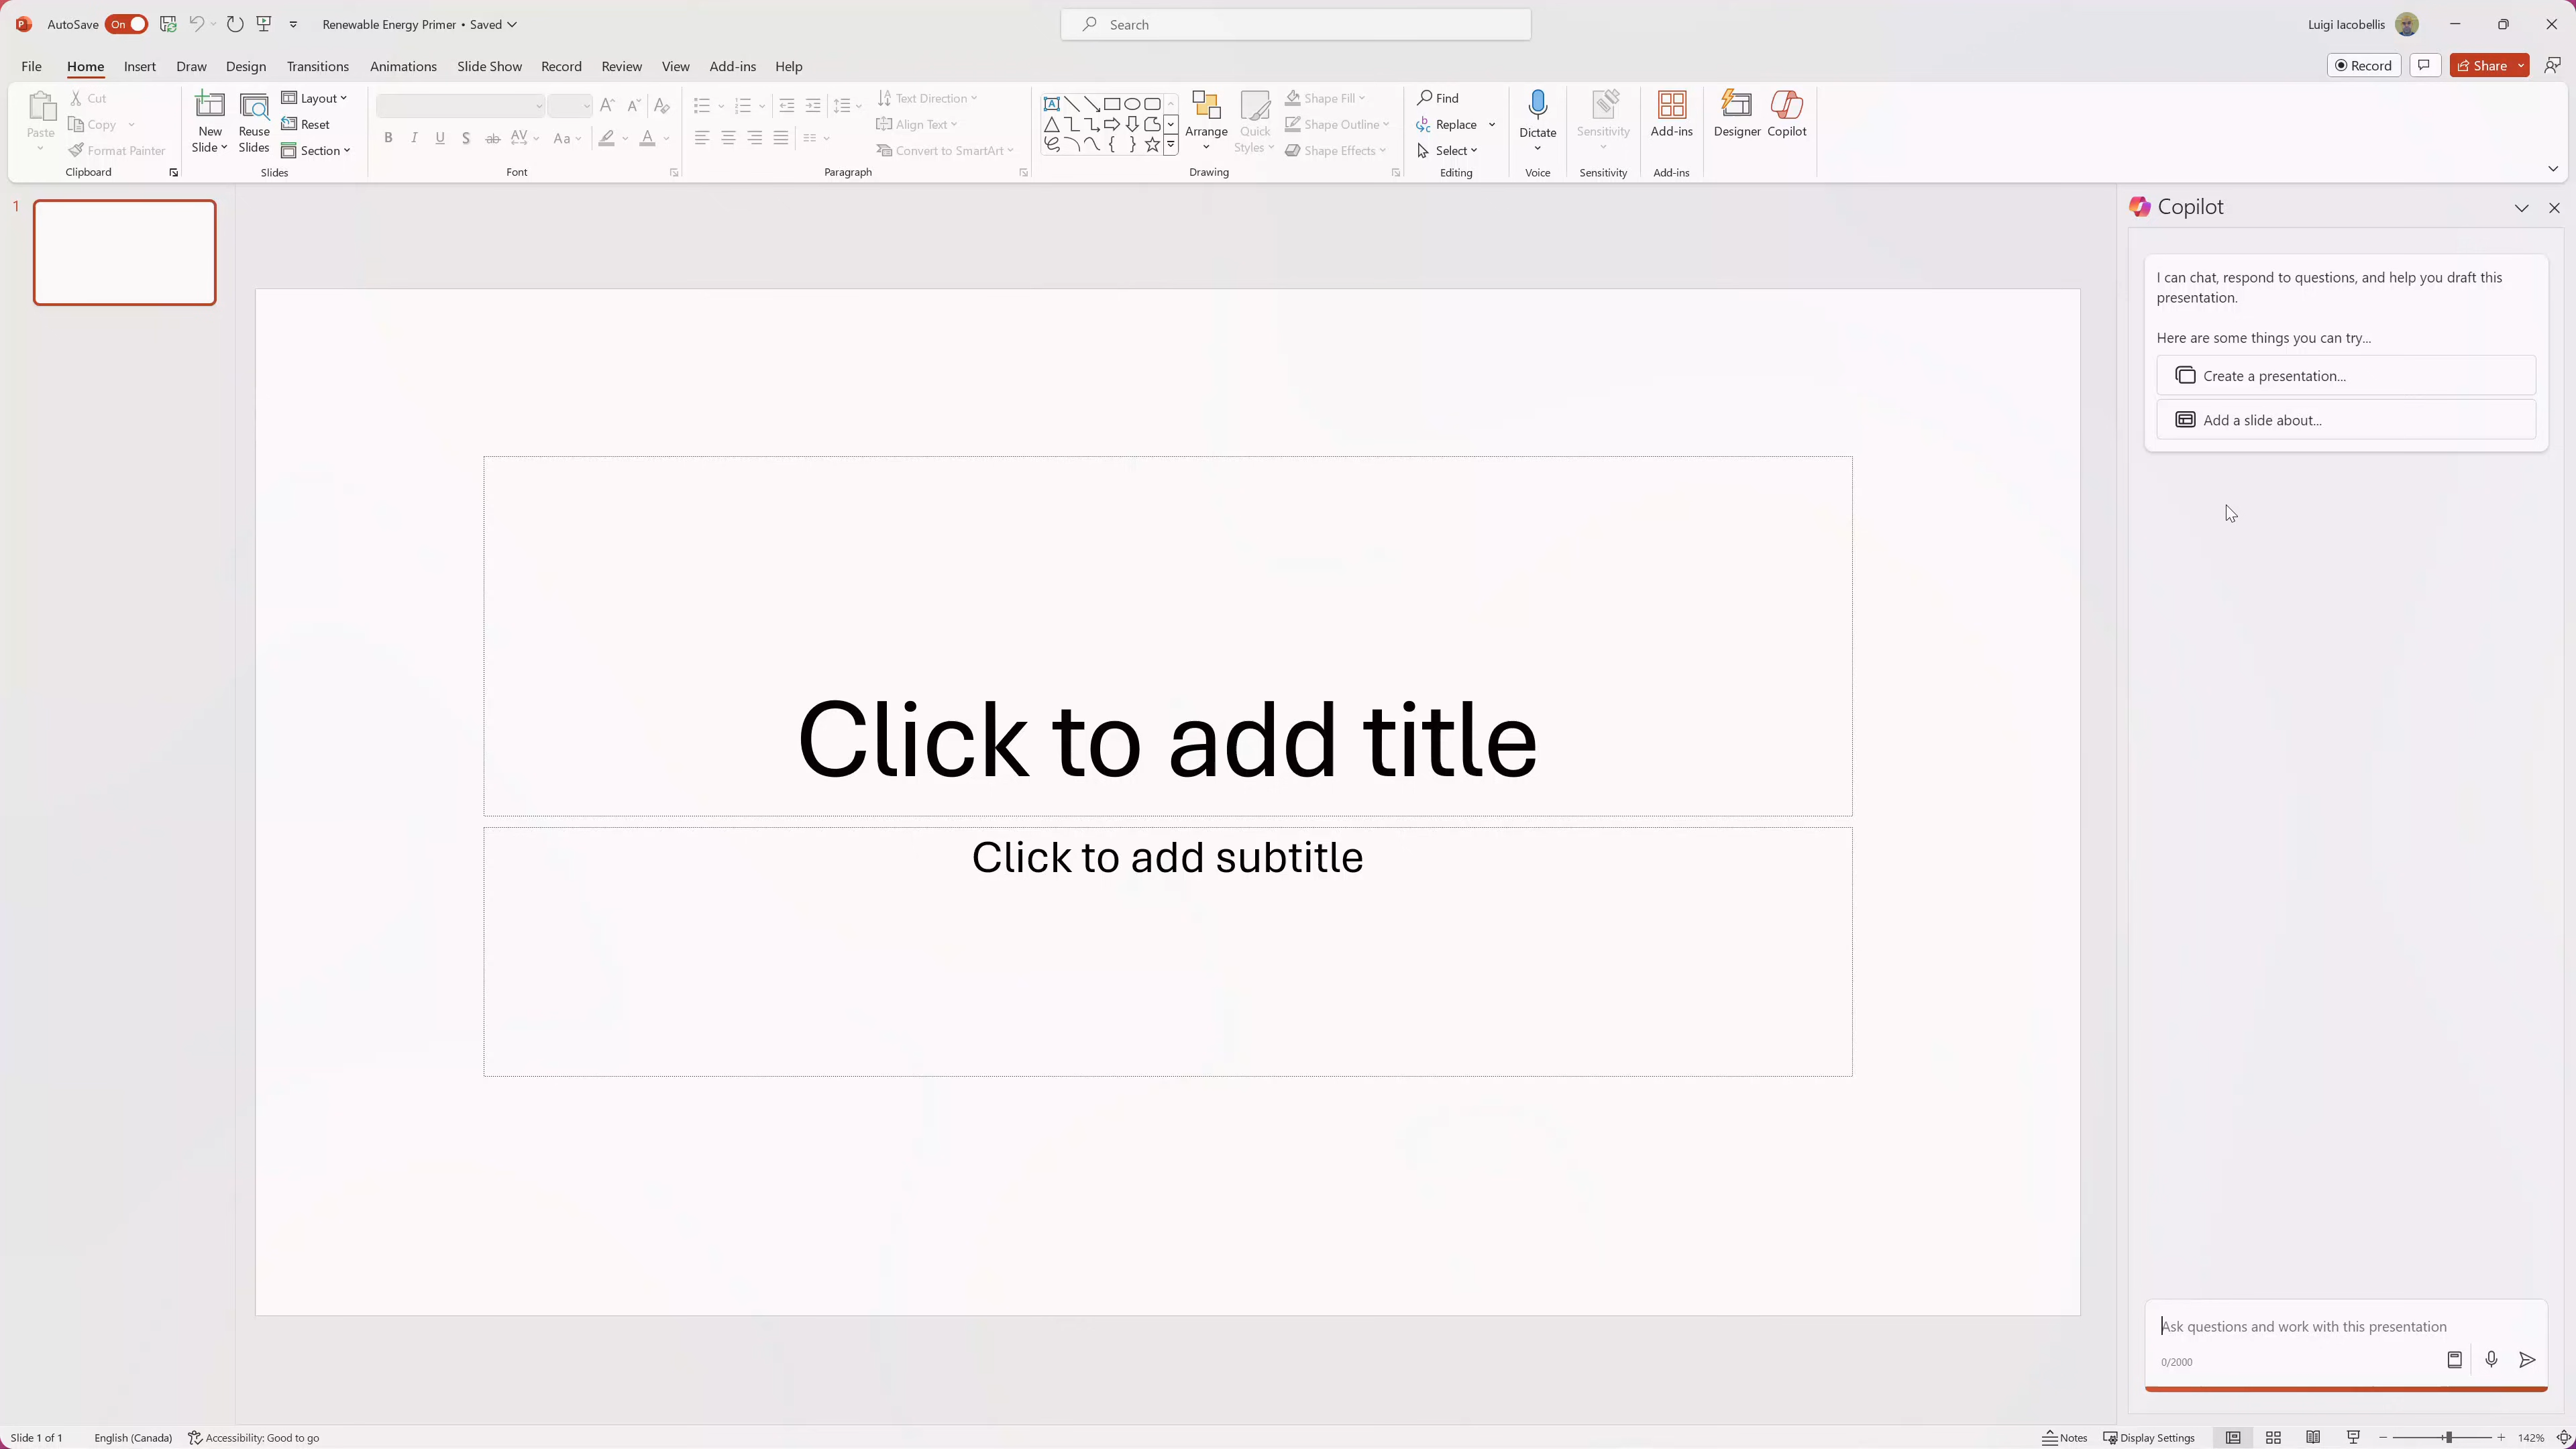 AutoSave On Renewable Energy Primer • Saved Search Luigi Iacobellis
File Home Insert Draw Design Transitions Animations Slide Show Record Review View Add-ins Help Record Share
Paste
Cut
Copy
Format Painter
Clipboard
New Slide
Reuse Slides
Layout
Reset
Section
Slides
B I U S ab AV Aa A
Font
Text Direction
Align Text
Convert to SmartArt
Paragraph
Arrange
Quick Styles
Shape Fill
Shape Outline
Shape Effects
Drawing
Find
Replace
Select
Editing
Dictate
Voice
Sensitivity
Sensitivity
Add-ins
Add-ins
Designer
Copilot
1
Click to add title
Click to add subtitle
Copilot
I can chat, respond to questions, and help you draft this
presentation.
Here are some things you can try...
Create a presentation...
Add a slide about...
Ask questions and work with this presentation
0/2000
Slide 1 of 1 English (Canada) Accessibility: Good to go Notes Display Settings 142%